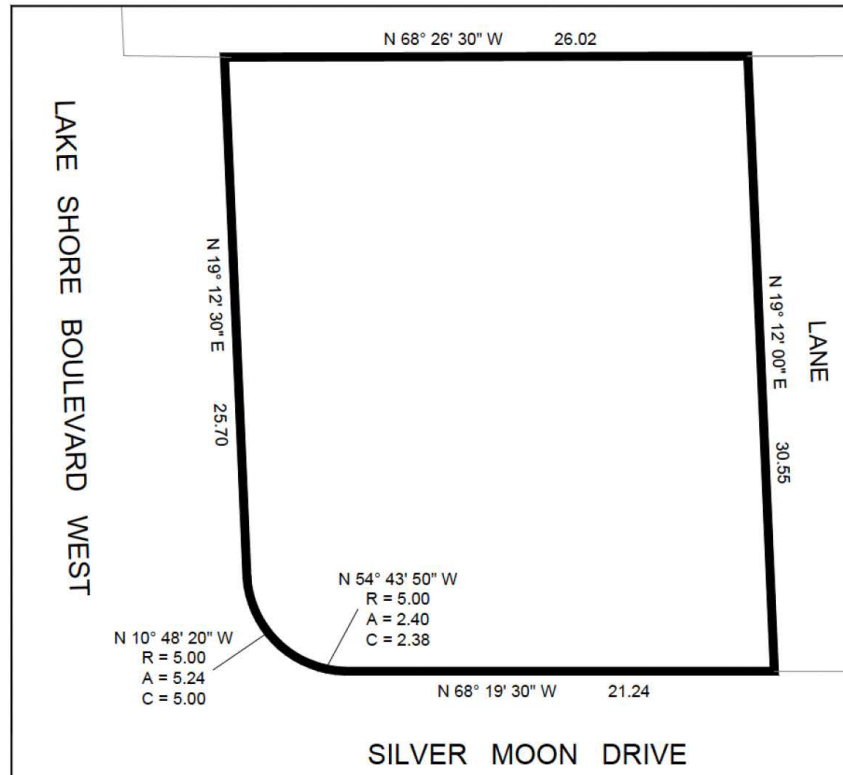 N 68° 26' 30" W 26.02
LAKE SHORE BOULEVARD WEST
N 19° 12' 30" E 25.70
N 19° 12' 00" E 30.55
LANE
N 54° 43' 50" W
R = 5.00
A = 2.40
C = 2.38
N 10° 48' 20" W
R = 5.00
A = 5.24
C = 5.00
N 68° 19' 30" W 21.24
SILVER MOON DRIVE